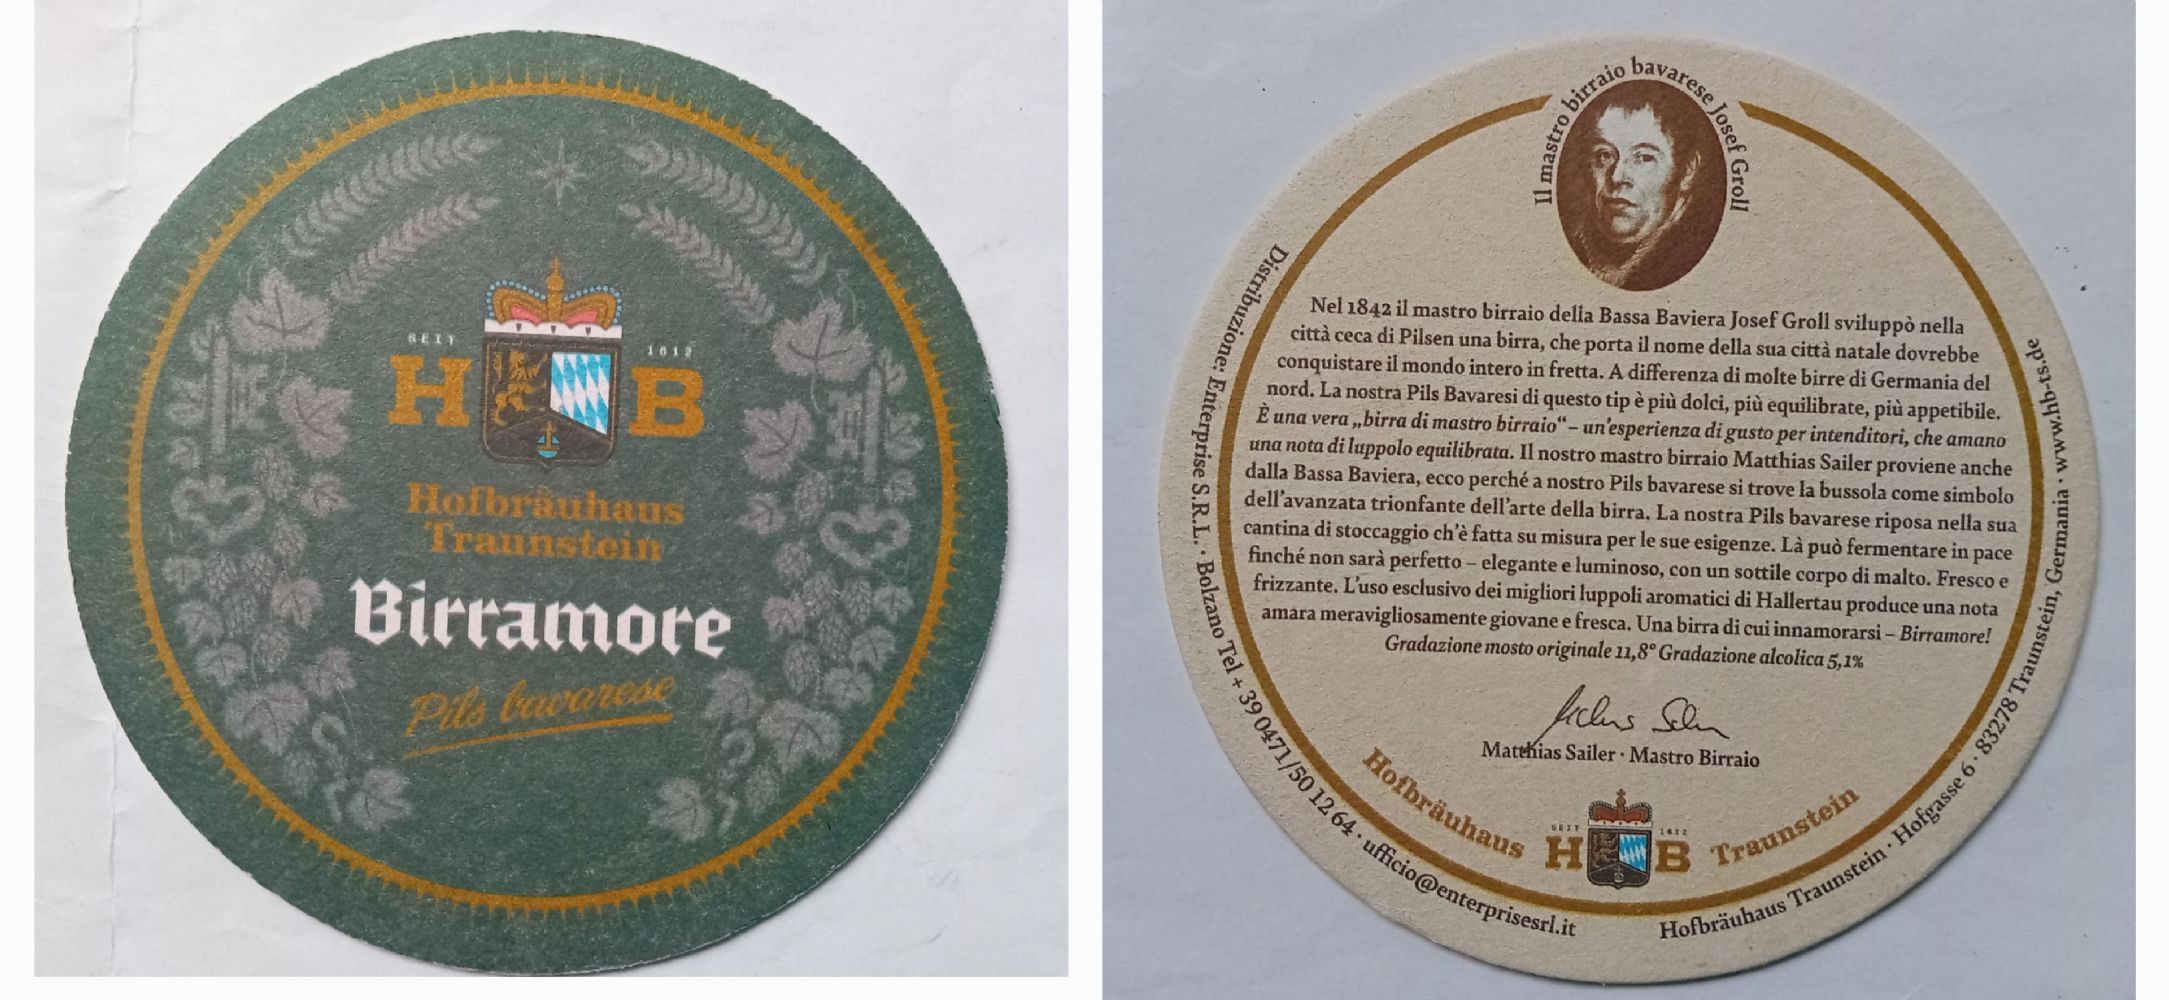 SEIT 1612
H B
Hofbräuhaus
Traunstein
Birramore
Pils bavarese
Il mastro birraio bavarese Josef Groll
Nel 1842 il mastro birraio della Bassa Baviera Josef Groll sviluppò nella
città ceca di Pilsen una birra, che porta il nome della sua città natale dovrebbe
conquistare il mondo intero in fretta. A differenza di molte birre di Germania del
nord. La nostra Pils Bavaresi di questo tip è più dolci, più equilibrate, più appetibile.
È una vera „birra di mastro birraio“ – un'esperienza di gusto per intenditori, che amano
una nota di luppolo equilibrata. Il nostro mastro birraio Matthias Sailer proviene anche
dalla Bassa Baviera, ecco perché a nostro Pils bavarese si trove la bussola come simbolo
dell'avanzata trionfante dell'arte della birra. La nostra Pils bavarese riposa nella sua
cantina di stoccaggio ch'è fatta su misura per le sue esigenze. Là può fermentare in pace
finché non sarà perfetto – elegante e luminoso, con un sottile corpo di malto. Fresco e
frizzante. L'uso esclusivo dei migliori luppoli aromatici di Hallertau produce una nota
amara meravigliosamente giovane e fresca. Una birra di cui innamorarsi – Birramore!
Gradazione mosto originale 11,8° Gradazione alcolica 5,1%
Matthias Sailer · Mastro Birraio
Hofbräuhaus Traunstein
SEIT 1612
H B
Distribuzione: Enterprise S.R.L. · Bolzano Tel + 39 0471/50 12 64 · ufficio@enterprisesrl.it
Hofbräuhaus Traunstein · Hofgasse 6 · 83278 Traunstein, Germania · www.hb-ts.de